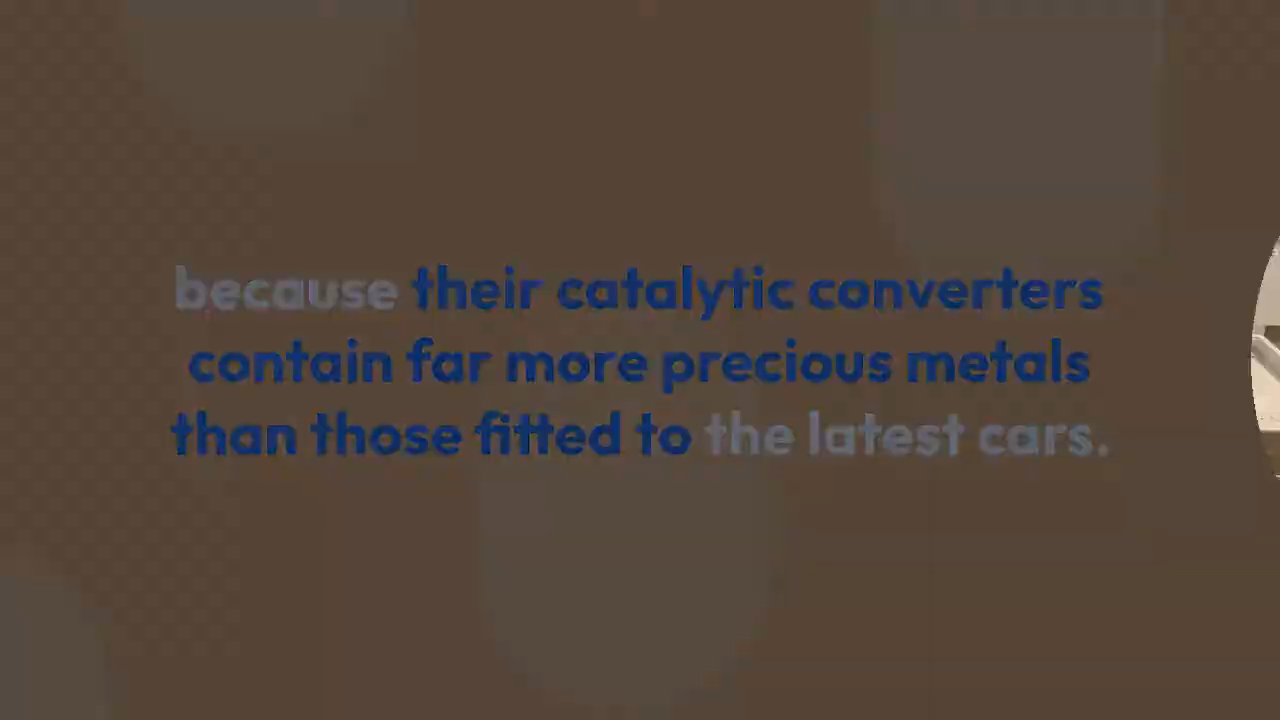 because their catalytic converters
contain far more precious metals
than those fitted to the latest cars.